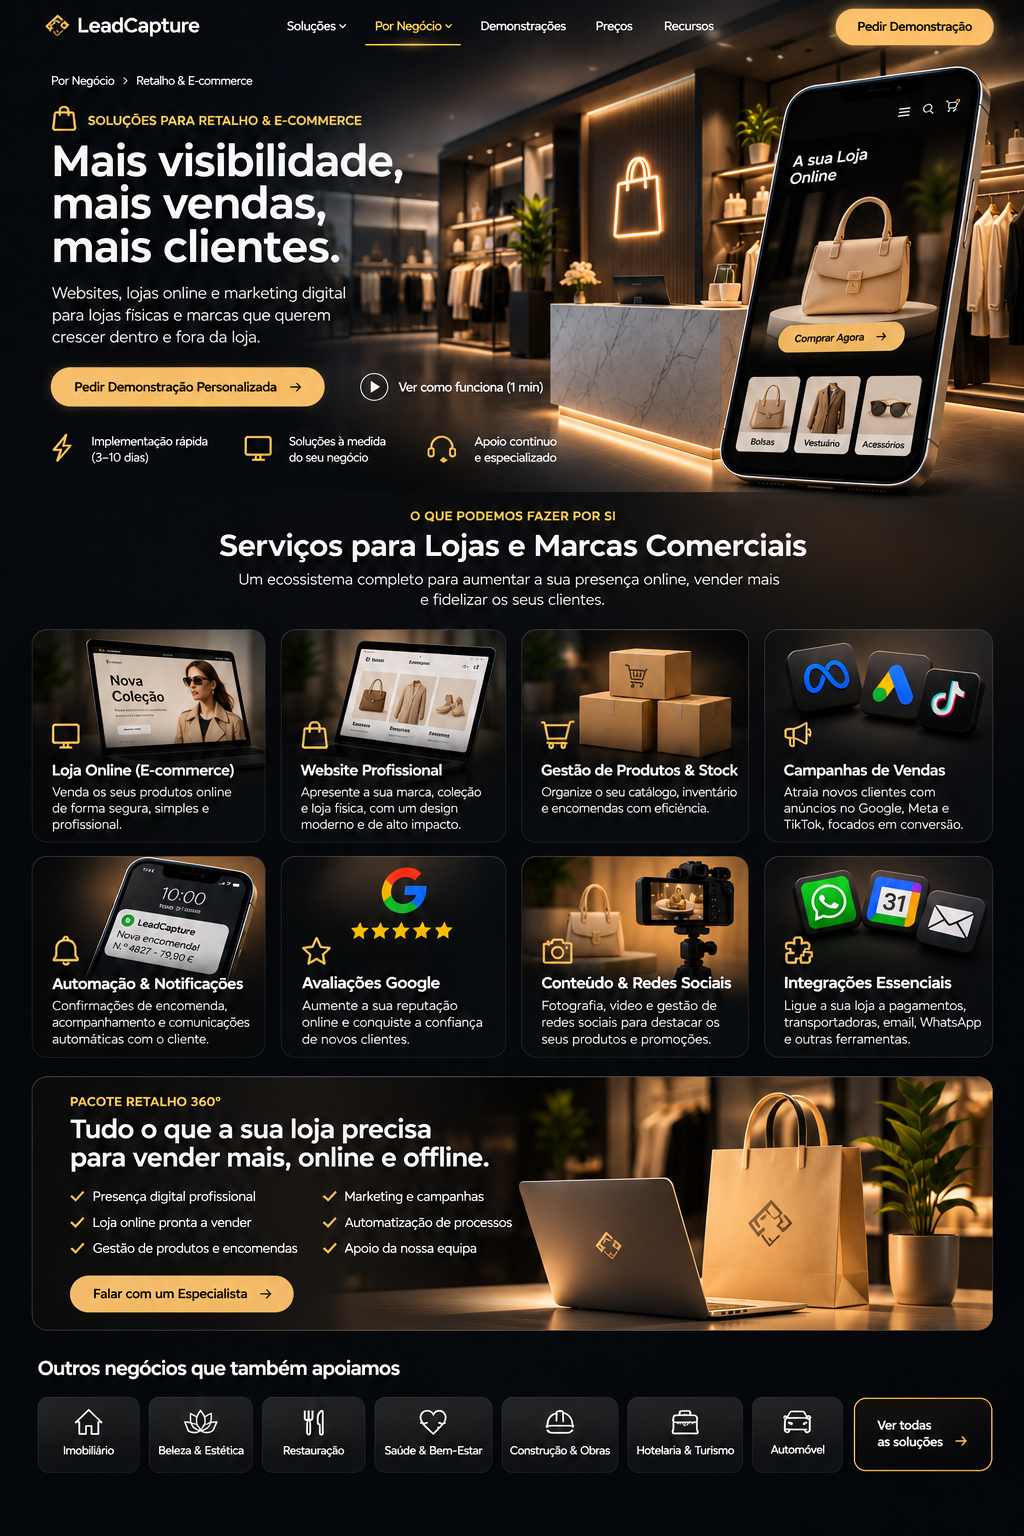 LeadCapture
Soluções
Por Negócio
Demonstrações
Preços
Recursos
Pedir Demonstração
Por Negócio > Retalho & E-commerce
SOLUÇÕES PARA RETALHO & E-COMMERCE
Mais visibilidade,
mais vendas,
mais clientes.
Websites, lojas online e marketing digital
para lojas físicas e marcas que querem
crescer dentro e fora da loja.
Pedir Demonstração Personalizada →
Ver como funciona (1 min)
Implementação rápida
(3–10 dias)
Soluções à medida
do seu negócio
Apoio contínuo
e especializado
A sua Loja
Online
Comprar Agora →
Bolsas
Vestuário
Acessórios
O QUE PODEMOS FAZER POR SI
Serviços para Lojas e Marcas Comerciais
Um ecossistema completo para aumentar a sua presença online, vender mais
e fidelizar os seus clientes.
Nova
Coleção
Loja Online (E-commerce)
Venda os seus produtos online
de forma segura, simples e
profissional.
Website Profissional
Apresente a sua marca, coleção
e loja física, com um design
moderno e de alto impacto.
Gestão de Produtos & Stock
Organize o seu catálogo, inventário
e encomendas com eficiência.
Campanhas de Vendas
Atraia novos clientes com
anúncios no Google, Meta e
TikTok, focados em conversão.
10:00
LeadCapture
Nova encomenda!
N.º 4827 - 79,90 €
Automação & Notificações
Confirmações de encomenda,
acompanhamento e comunicações
automáticas com o cliente.
G
Avaliações Google
Aumente a sua reputação
online e conquiste a confiança
de novos clientes.
Conteúdo & Redes Sociais
Fotografia, vídeo e gestão de
redes sociais para destacar os
seus produtos e promoções.
31
Integrações Essenciais
Ligue a sua loja a pagamentos,
transportadoras, email, WhatsApp
e outras ferramentas.
PACOTE RETALHO 360º
Tudo o que a sua loja precisa
para vender mais, online e offline.
Presença digital profissional
Loja online pronta a vender
Gestão de produtos e encomendas
Marketing e campanhas
Automatização de processos
Apoio da nossa equipa
Falar com um Especialista →
Outros negócios que também apoiamos
Imobiliário
Beleza & Estética
Restauração
Saúde & Bem-Estar
Construção & Obras
Hotelaria & Turismo
Automóvel
Ver todas
as soluções →